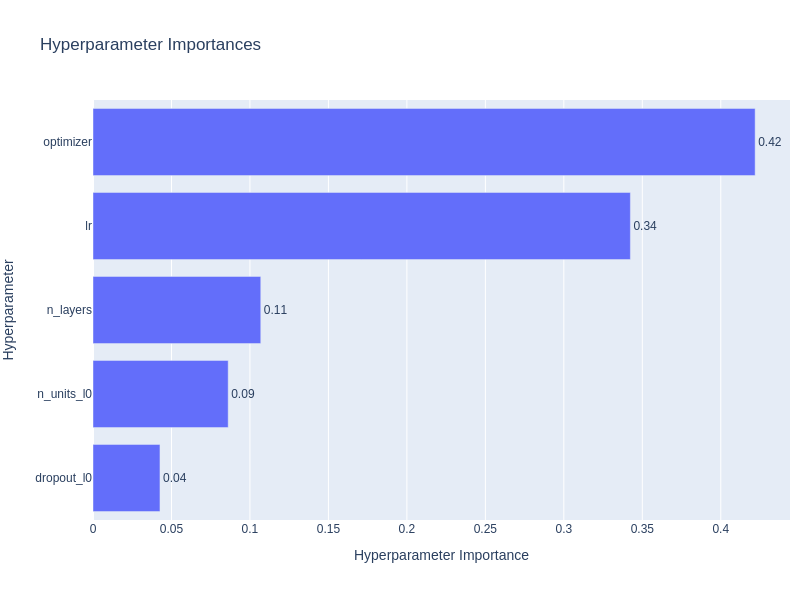 Hyperparameter Importances
optimizer
0.42
lr
0.34
n_layers
0.11
n_units_l0
0.09
dropout_l0
0.04
0
0.05
0.1
0.15
0.2
0.25
0.3
0.35
0.4
Hyperparameter Importance
Hyperparameter